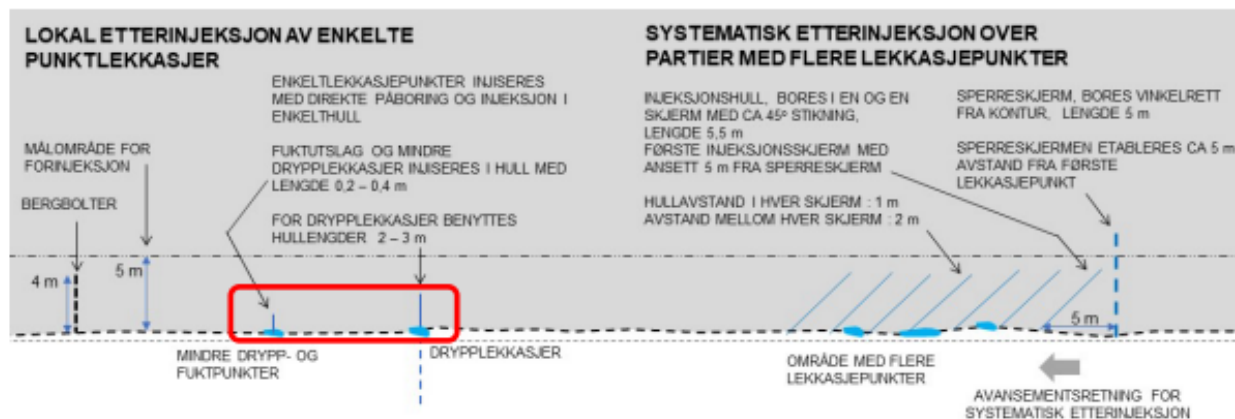 LOKAL ETTERINJEKSJON AV ENKELTE
PUNKTLEKKASJER
ENKELTLEKKASJEPUNKTER INJISERES
MED DIREKTE PÅBORING OG INJEKSJON I
ENKELTHULL
MÅLOMRÅDE FOR
FORINJEKSJON
FUKTUTSLAG OG MINDRE
DRYPPLEKKASJER INJISERES I HULL MED
LENGDE 0,2 – 0,4 m
BERGBOLTER
FOR DRYPPLEKKASJER BENYTTES
HULLENGDER 2 – 3 m
4 m
5 m
MINDRE DRYPP- OG
FUKTPUNKTER
DRYPPLEKKASJER
SYSTEMATISK ETTERINJEKSJON OVER
PARTIER MED FLERE LEKKASJEPUNKTER
INJEKSJONSHULL, BORES I EN OG EN
SKJERM MED CA 45º STIKNING,
LENGDE 5,5 m
FØRSTE INJEKSJONSSKJERM MED
ANSETT 5 m FRA SPERRESKJERM
HULLAVSTAND I HVER SKJERM : 1 m
AVSTAND MELLOM HVER SKJERM : 2 m
SPERRESKJERM, BORES VINKELRETT
FRA KONTUR, LENGDE 5 m
SPERRESKJERMEN ETABLERES CA 5 m
AVSTAND FRA FØRSTE
LEKKASJEPUNKT
5 m
OMRÅDE MED FLERE
LEKKASJEPUNKTER
AVANSEMENTSRETNING FOR
SYSTEMATISK ETTERINJEKSJON